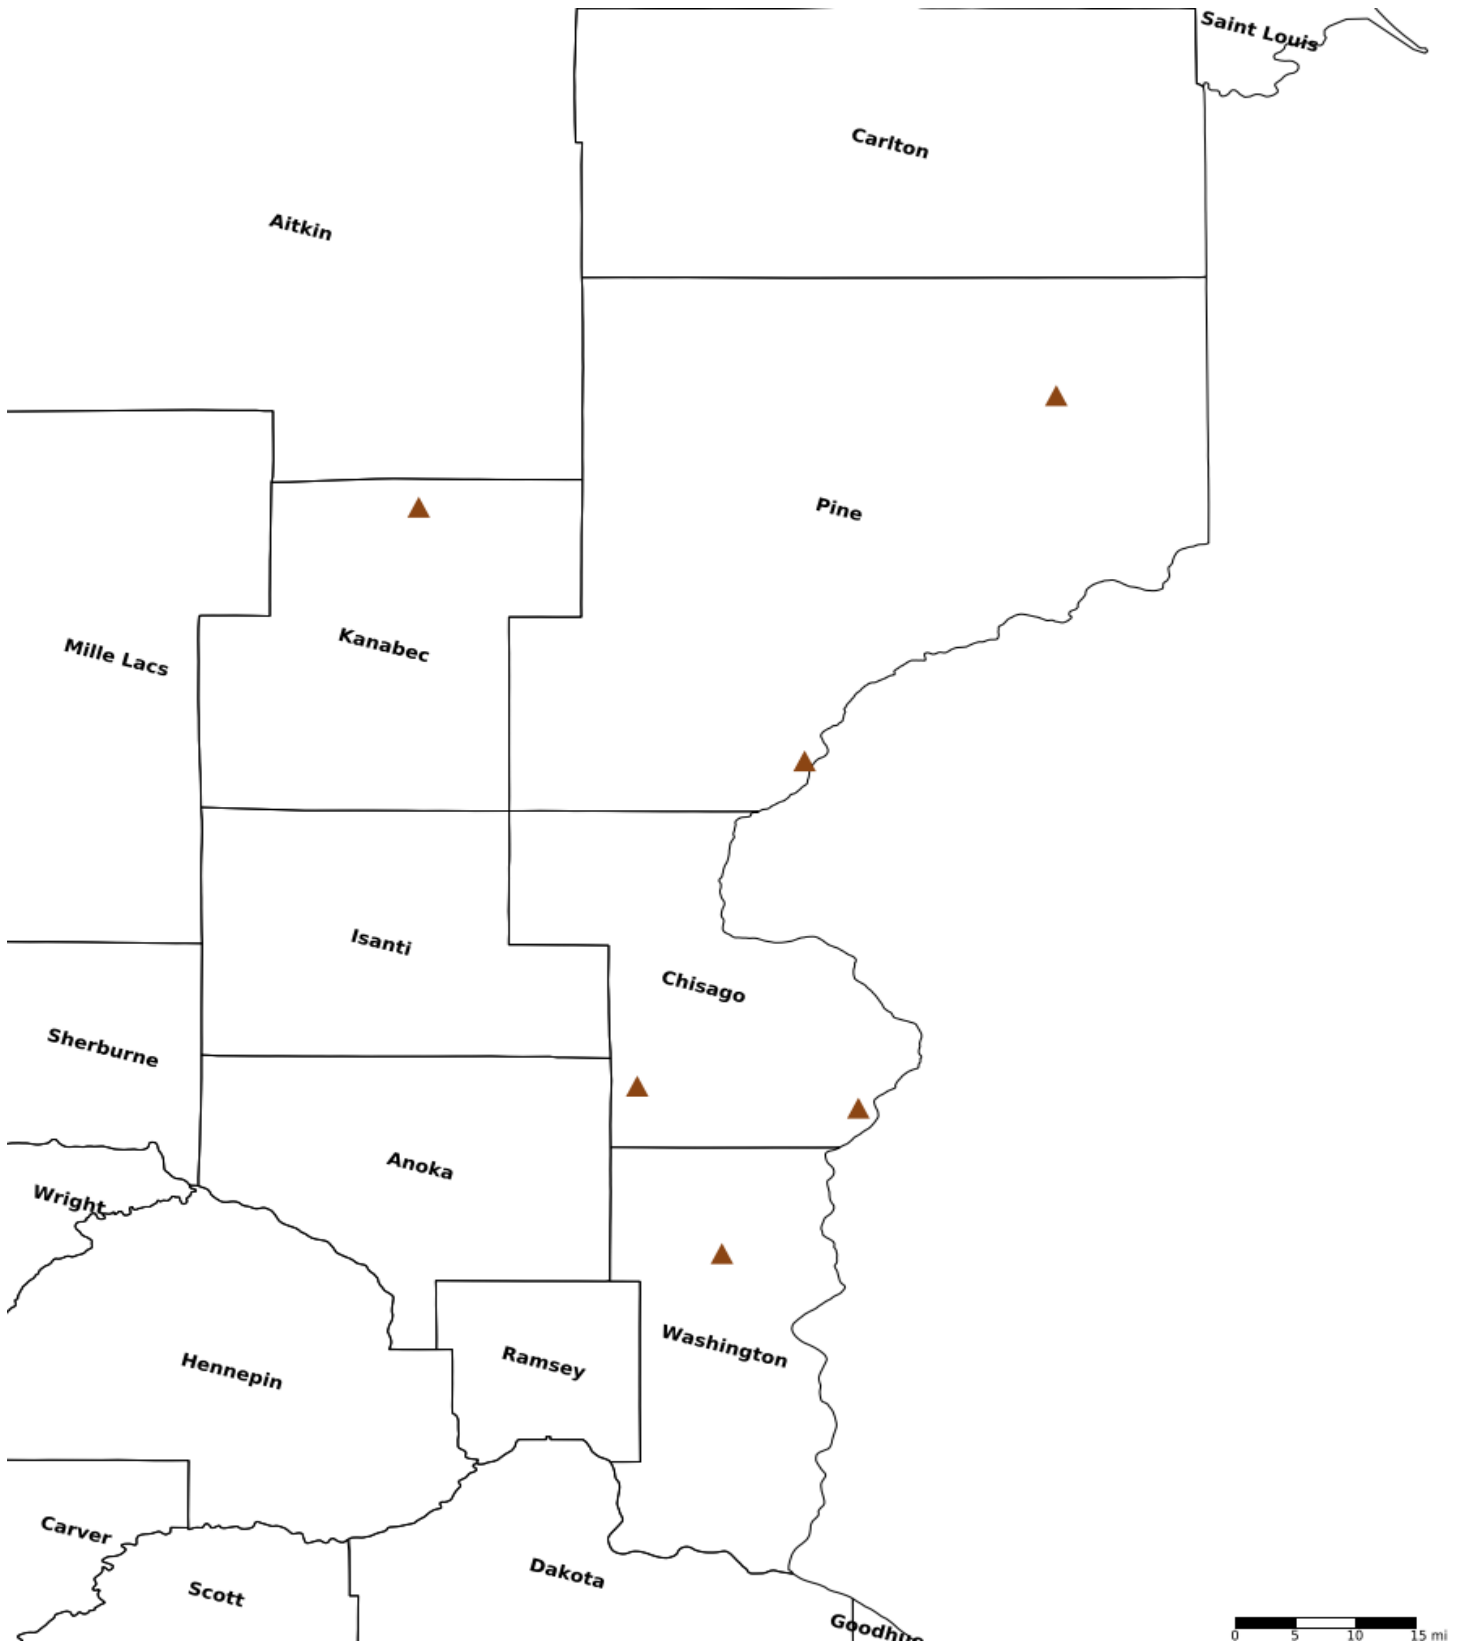 Saint Louis
Carlton
Aitkin
Pine
Kanabec
Mille Lacs
Isanti
Chisago
Sherburne
Anoka
Wright
Washington
Ramsey
Hennepin
Carver
Dakota
Scott
Goodhue
0 5 10 15 mi